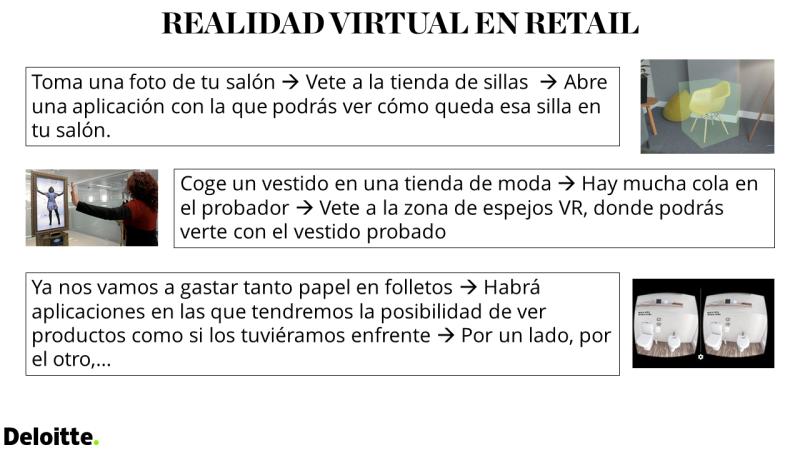 REALIDAD VIRTUAL EN RETAIL
Toma una foto de tu salón → Vete a la tienda de sillas → Abre
una aplicación con la que podrás ver cómo queda esa silla en
tu salón.
Coge un vestido en una tienda de moda → Hay mucha cola en
el probador → Vete a la zona de espejos VR, donde podrás
verte con el vestido probado
Ya nos vamos a gastar tanto papel en folletos → Habrá
aplicaciones en las que tendremos la posibilidad de ver
productos como si los tuviéramos enfrente → Por un lado, por
el otro,...
Deloitte.